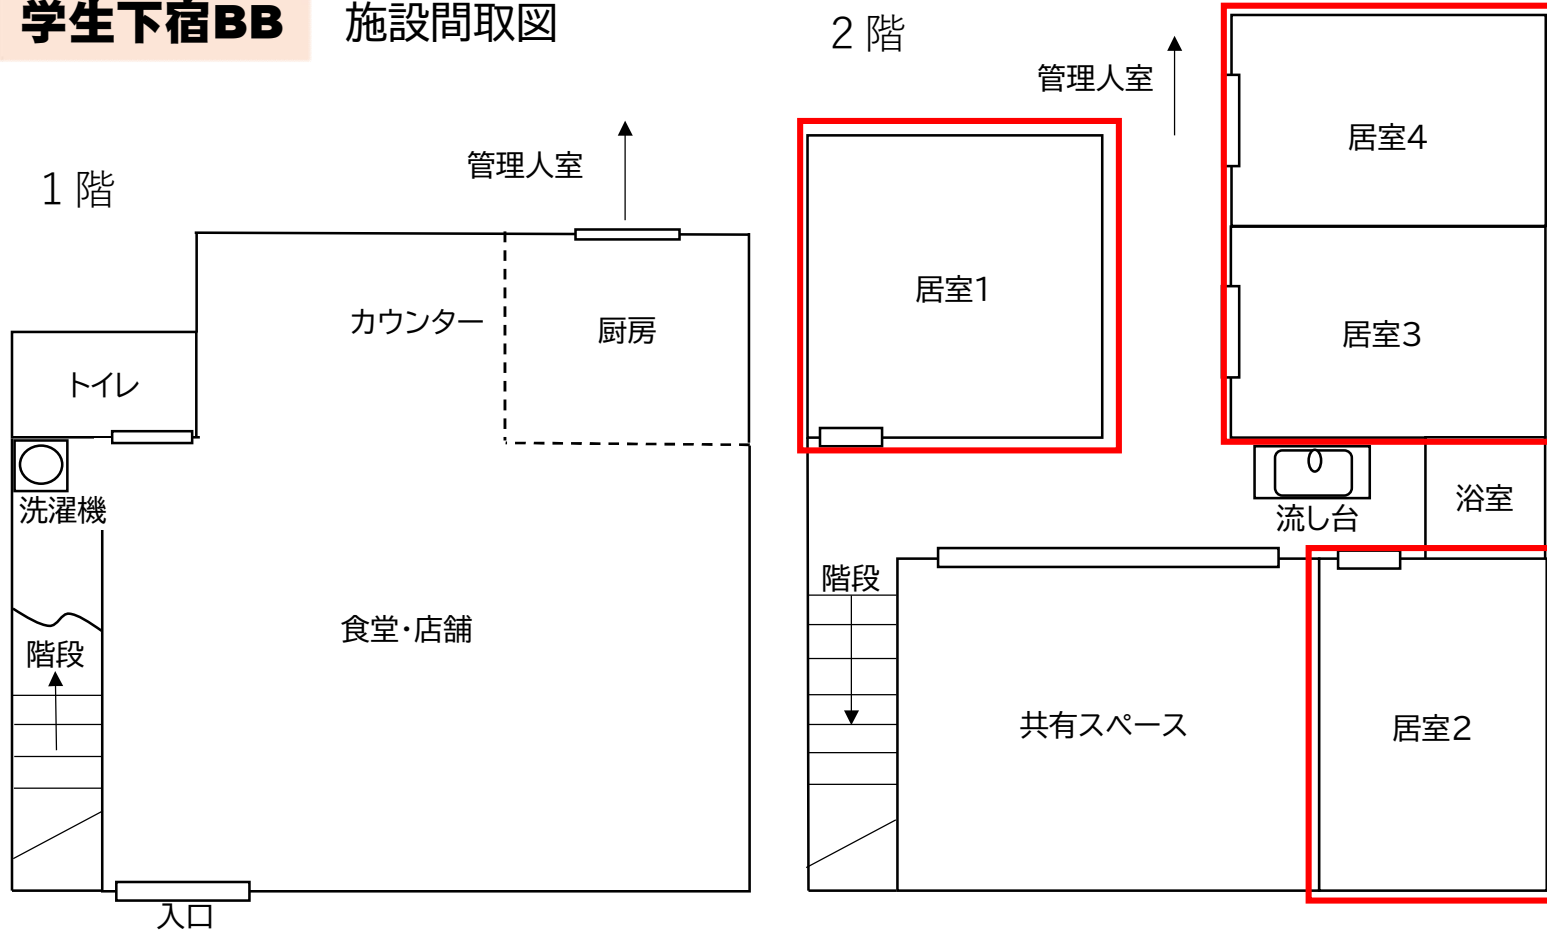 学生下宿BB 施設間取図
1階
管理人室
カウンター
厨房
トイレ
洗濯機
階段
食堂・店舗
入口
2階
管理人室
居室4
居室1
居室3
流し台
浴室
階段
共有スペース
居室2